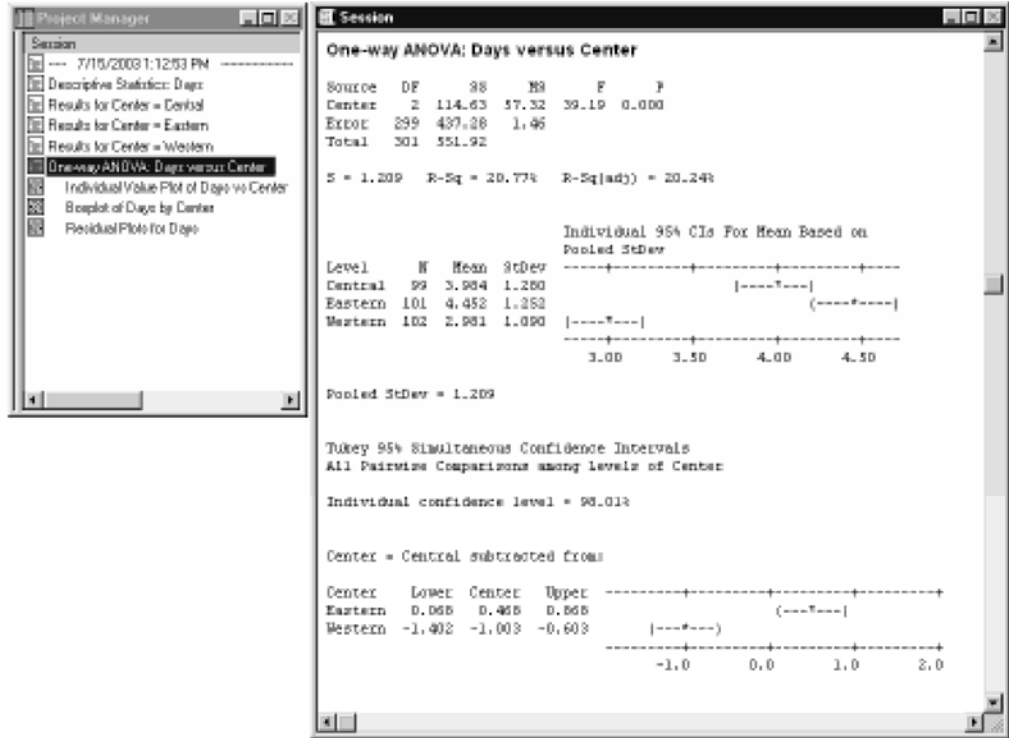 Project Manager
Session
--- 7/15/2003 1:12:53 PM ----------
Descriptive Statistics: Days
Results for Center = Central
Results for Center = Eastern
Results for Center = Western
One-way ANOVA: Days versus Center
Individual Value Plot of Days vs Center
Boxplot of Days by Center
Residual Plots for Days
Session
One-way ANOVA: Days versus Center
Source DF SS MS F P
Center 2 114.63 57.32 39.19 0.000
Error 299 437.28 1.46
Total 301 551.92
S = 1.209 R-Sq = 20.77% R-Sq(adj) = 20.24%
Individual 95% CIs For Mean Based on
Pooled StDev
Level N Mean StDev -----+---------+---------+---------+----
Central 99 3.984 1.280 (----*---)
Eastern 101 4.452 1.252 (----*----)
Western 102 2.981 1.090 (----*---)
-----+---------+---------+---------+----
3.00 3.50 4.00 4.50
Pooled StDev = 1.209
Tukey 95% Simultaneous Confidence Intervals
All Pairwise Comparisons among Levels of Center
Individual confidence level = 98.01%
Center = Central subtracted from:
Center Lower Center Upper ---------+---------+---------+---------+
Eastern 0.068 0.468 0.868 (---*---)
Western -1.402 -1.003 -0.603 (---*---)
---------+---------+---------+---------+
-1.0 0.0 1.0 2.0